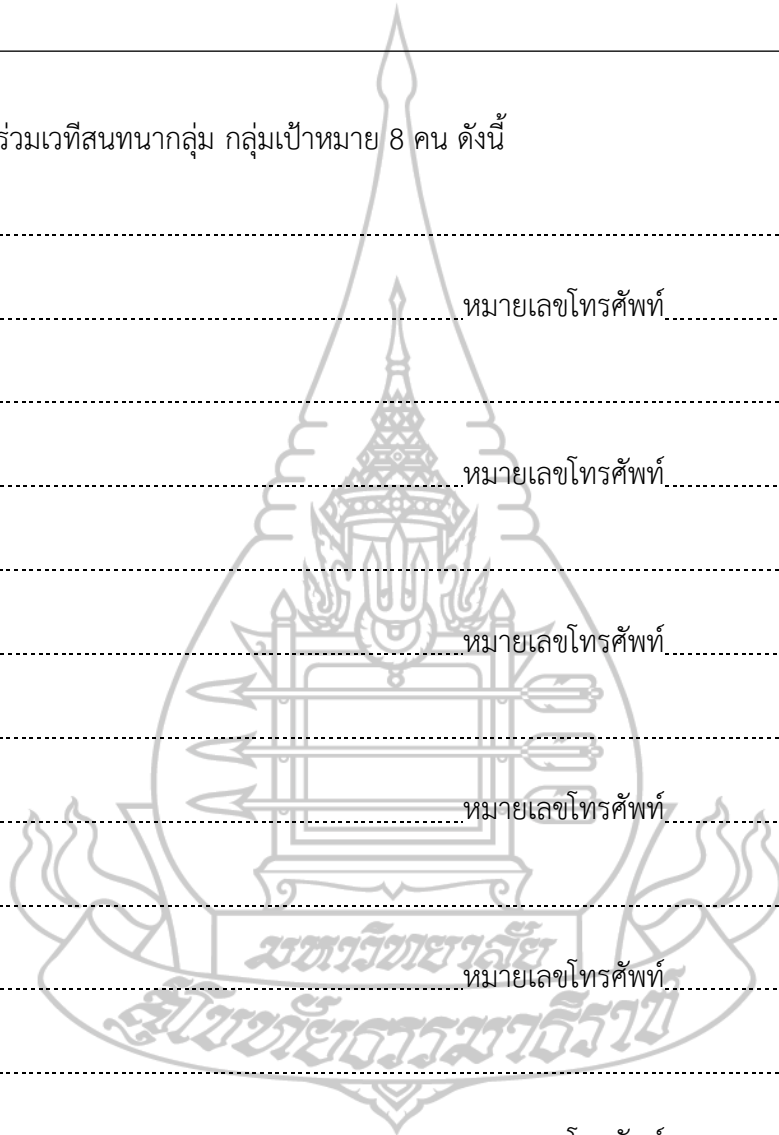 ร่วมเวทีสนทนากลุ่ม กลุ่มเป้าหมาย 8 คน ดังนี้
หมายเลขโทรศัพท์
หมายเลขโทรศัพท์
หมายเลขโทรศัพท์
หมายเลขโทรศัพท์
มหาวิทยาลัย
หมายเลขโทรศัพท์
สุโขทัยธรรมาธิราช